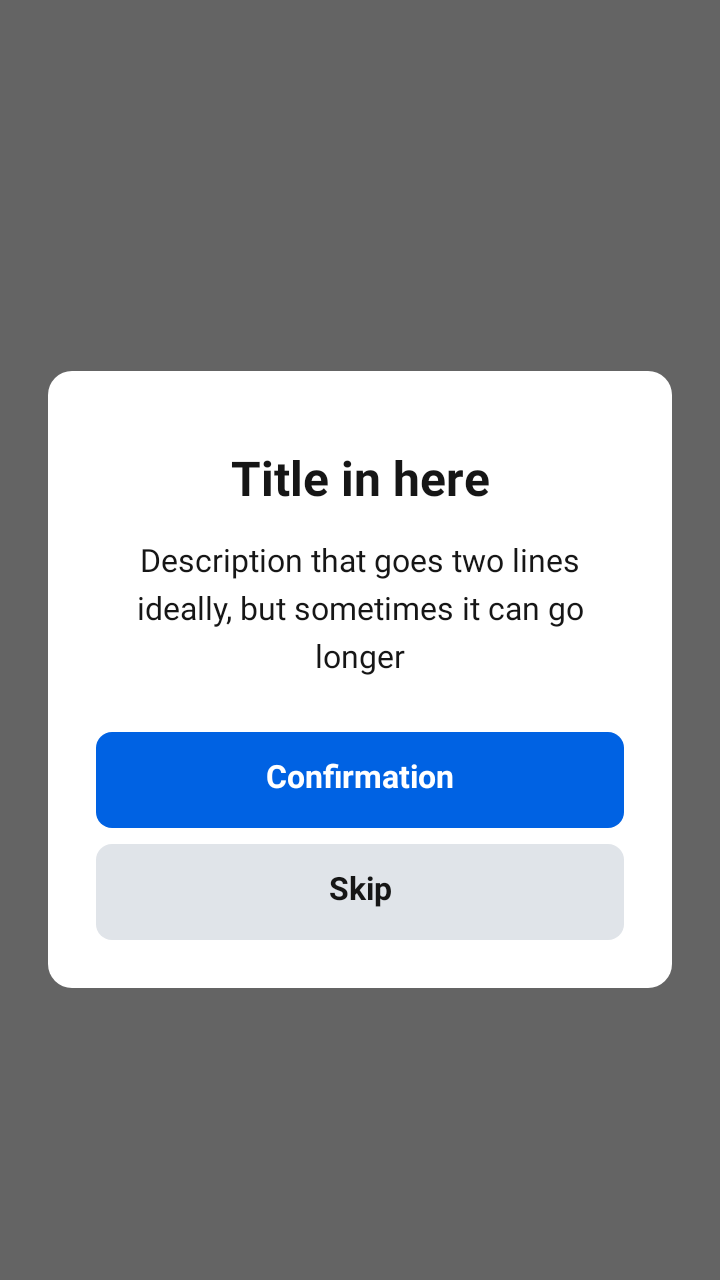 Title in here
Description that goes two lines
ideally, but sometimes it can go
longer
Confirmation
Skip